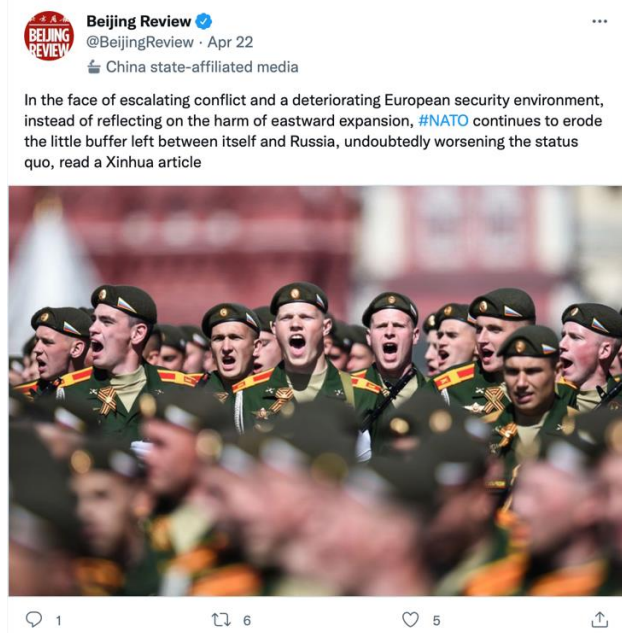 BEIJING REVIEW
Beijing Review
@BeijingReview · Apr 22
China state-affiliated media
In the face of escalating conflict and a deteriorating European security environment,
instead of reflecting on the harm of eastward expansion, #NATO continues to erode
the little buffer left between itself and Russia, undoubtedly worsening the status
quo, read a Xinhua article
1 6 5